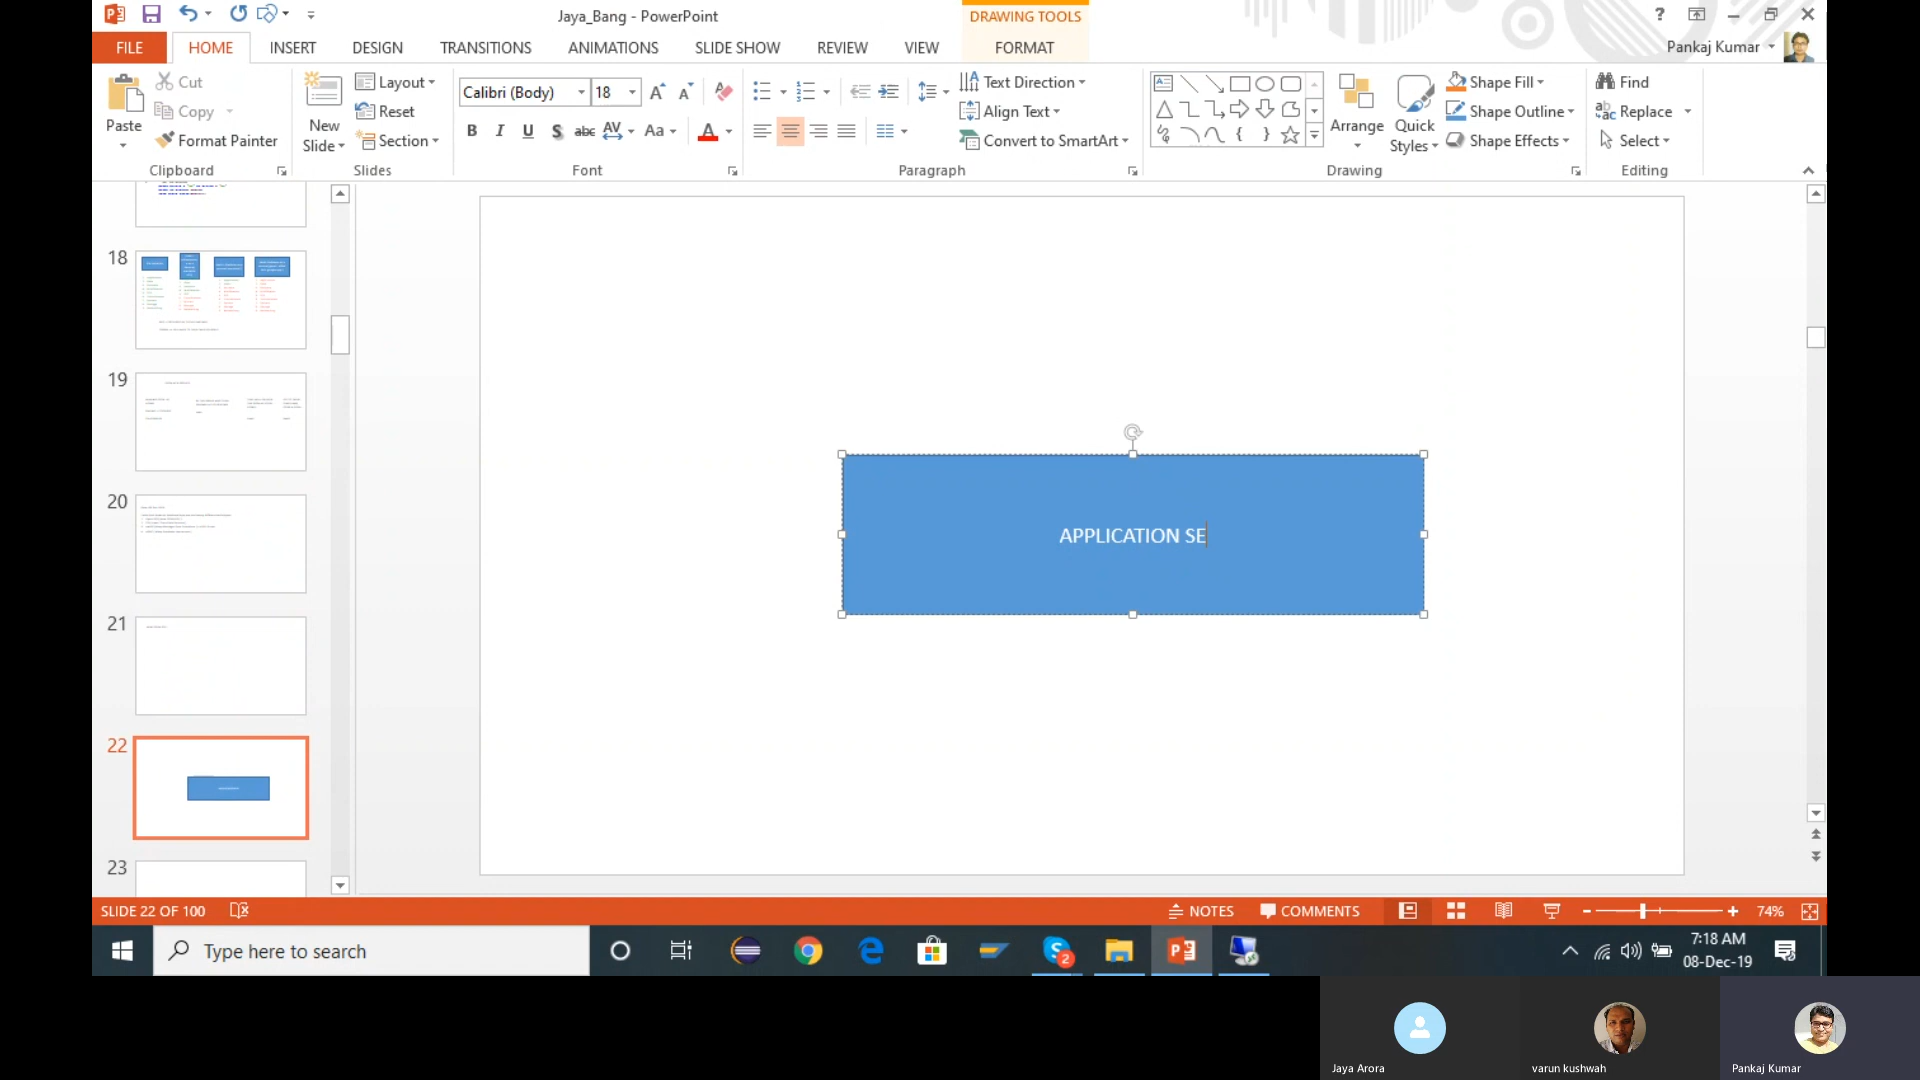 Jaya_Bang - PowerPoint
DRAWING TOOLS
?
FILE
HOME
INSERT
DESIGN
TRANSITIONS
ANIMATIONS
SLIDE SHOW
REVIEW
VIEW
FORMAT
Pankaj Kumar
Paste
Cut
Copy
Format Painter
Clipboard
New
Slide
Layout
Reset
Section
Slides
Calibri (Body)
18
B I U S abc AV Aa A
Font
Text Direction
Align Text
Convert to SmartArt
Paragraph
Arrange
Quick
Styles
Shape Fill
Shape Outline
Shape Effects
Drawing
Find
Replace
Select
Editing
18
19
20
21
22
23
APPLICATION SE
SLIDE 22 OF 100
NOTES
COMMENTS
74%
Type here to search
2
7:18 AM
08-Dec-19
Jaya Arora
varun kushwah
Pankaj Kumar